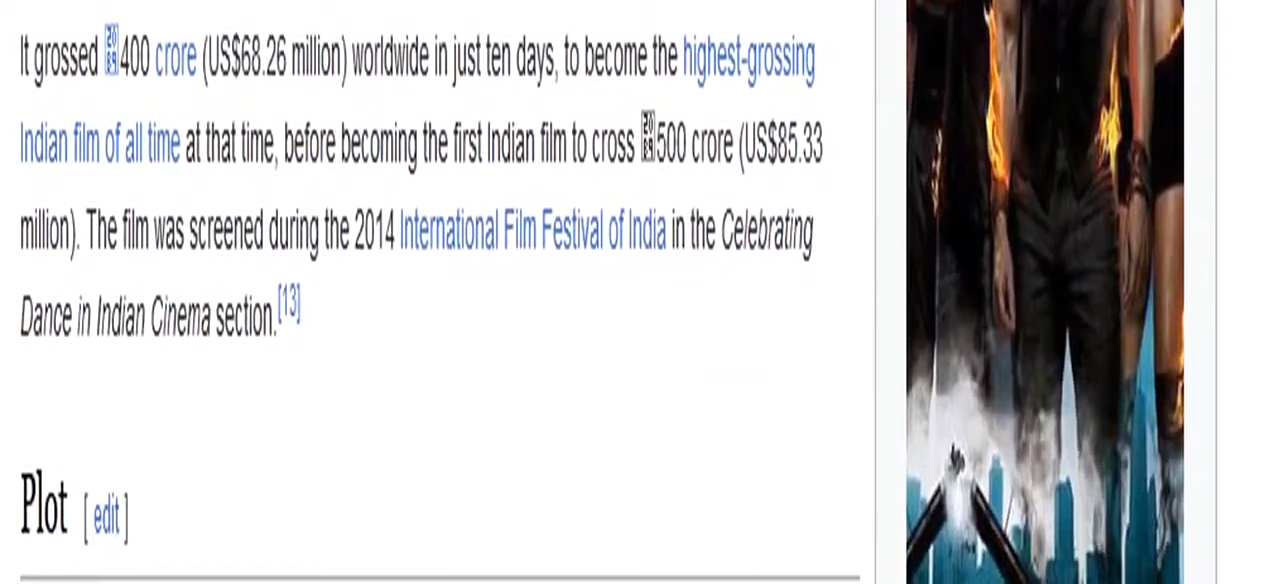 It grossed 400 crore (US$68.26 million) worldwide in just ten days, to become the highest-grossing
Indian film of all time at that time, before becoming the first Indian film to cross 500 crore (US$85.33
million). The film was screened during the 2014 International Film Festival of India in the Celebrating
Dance in Indian Cinema section.[13]
Plot [ edit ]